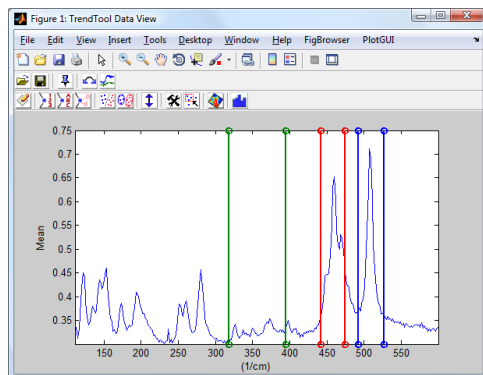 Figure 1: TrendTool Data View
File Edit View Insert Tools Desktop Window Help FigBrowser PlotGUI
0.75
0.7
0.65
0.6
0.55
0.5
0.45
0.4
0.35
Mean
150 200 250 300 350 400 450 500 550
(1/cm)